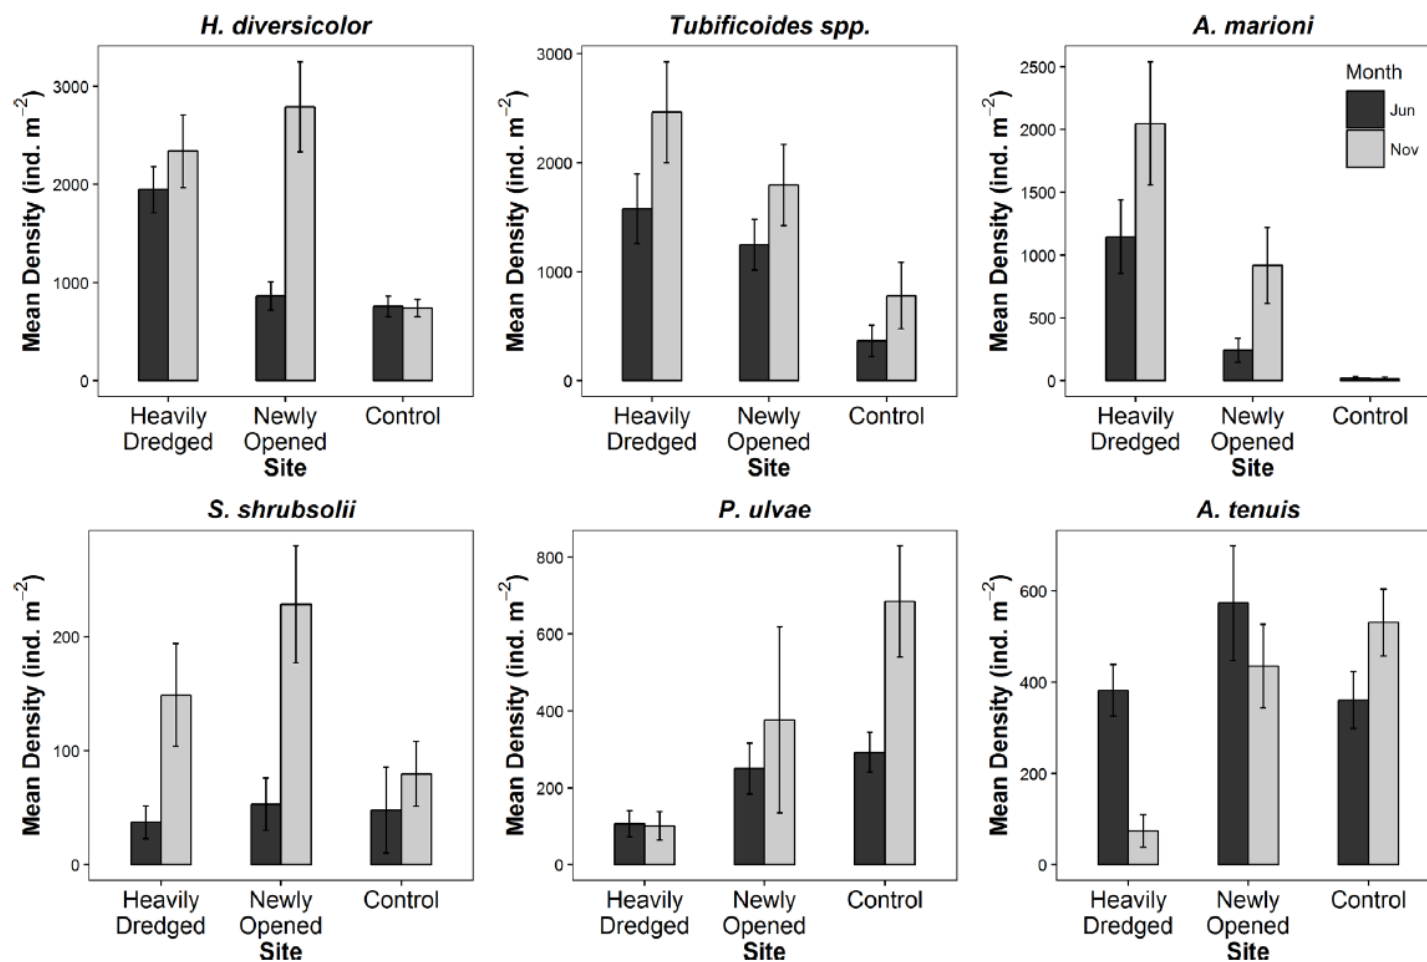 H. diversicolor
Mean Density (ind. m⁻²)
3000
2000
1000
0
Heavily Dredged
Newly Opened
Control
Site
Tubificoides spp.
Mean Density (ind. m⁻²)
3000
2000
1000
0
Heavily Dredged
Newly Opened
Control
Site
A. marioni
Mean Density (ind. m⁻²)
2500
2000
1500
1000
500
0
Month
Jun
Nov
Heavily Dredged
Newly Opened
Control
Site
S. shrubsolii
Mean Density (ind. m⁻²)
200
100
0
Heavily Dredged
Newly Opened
Control
Site
P. ulvae
Mean Density (ind. m⁻²)
800
600
400
200
0
Heavily Dredged
Newly Opened
Control
Site
A. tenuis
Mean Density (ind. m⁻²)
600
400
200
0
Heavily Dredged
Newly Opened
Control
Site